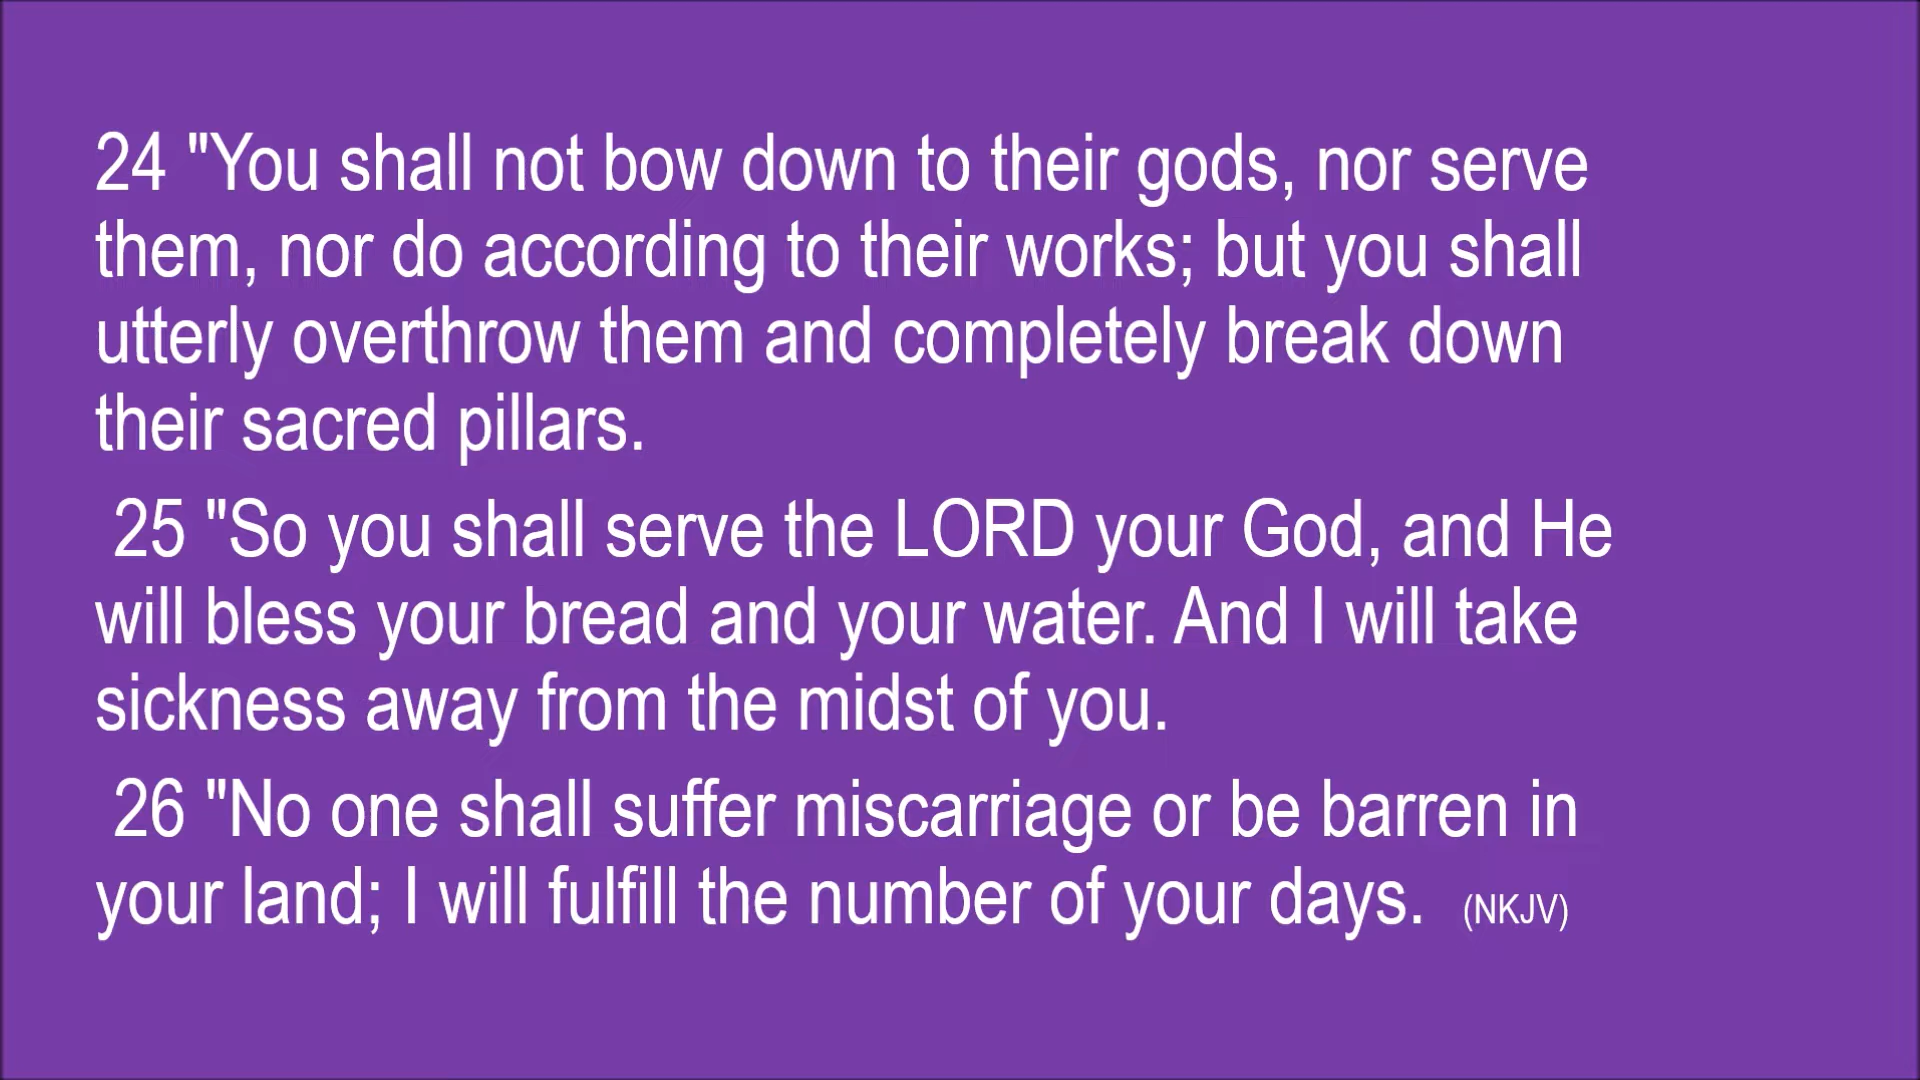 24 "You shall not bow down to their gods, nor serve
them, nor do according to their works; but you shall
utterly overthrow them and completely break down
their sacred pillars.
25 "So you shall serve the LORD your God, and He
will bless your bread and your water. And I will take
sickness away from the midst of you.
26 "No one shall suffer miscarriage or be barren in
your land; I will fulfill the number of your days. (NKJV)